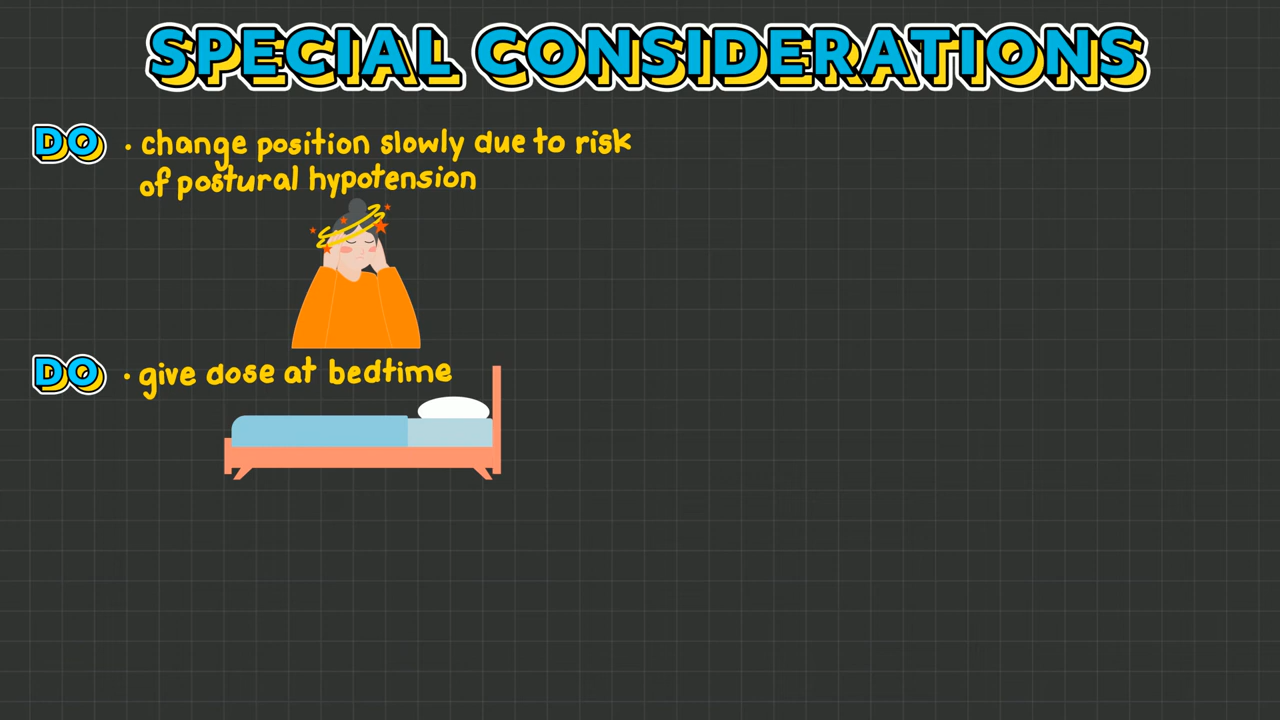 SPECIAL CONSIDERATIONS
DO · change position slowly due to risk
of postural hypotension
DO · give dose at bedtime